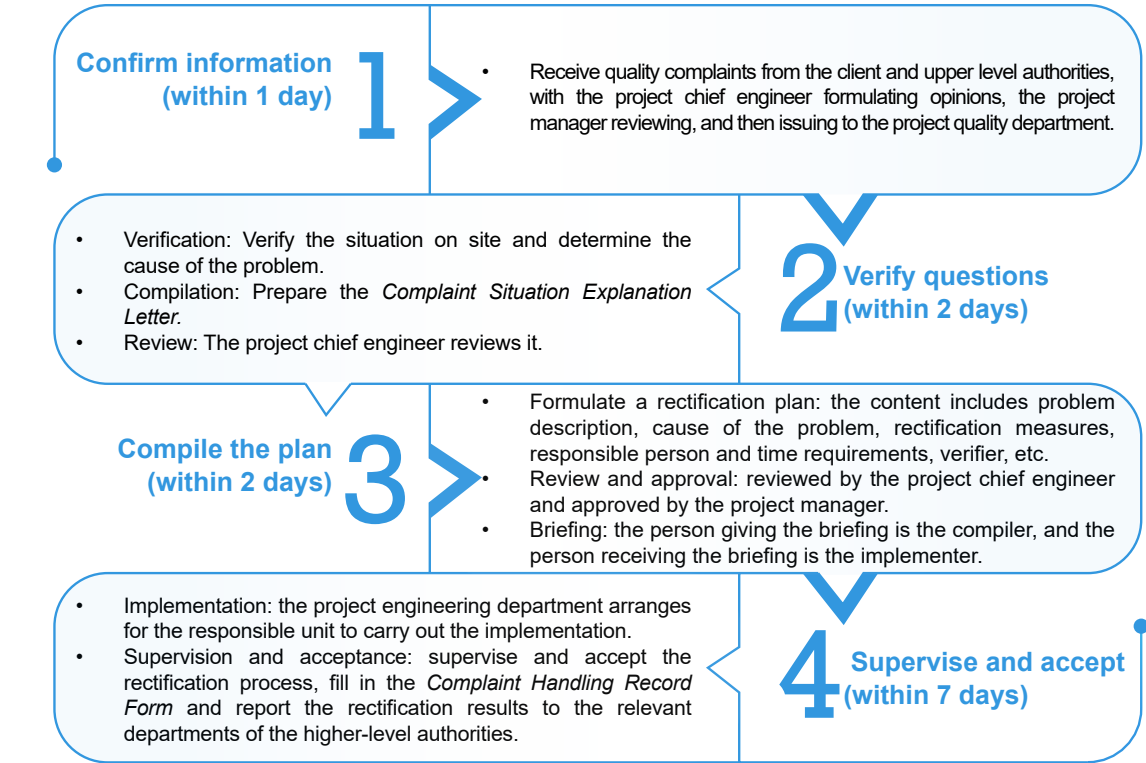 Confirm information
(within 1 day)
1
• Receive quality complaints from the client and upper level authorities,
with the project chief engineer formulating opinions, the project
manager reviewing, and then issuing to the project quality department.
2
Verify questions
(within 2 days)
• Verification: Verify the situation on site and determine the
cause of the problem.
• Compilation: Prepare the Complaint Situation Explanation
Letter.
• Review: The project chief engineer reviews it.
Compile the plan
(within 2 days)
3
• Formulate a rectification plan: the content includes problem
description, cause of the problem, rectification measures,
responsible person and time requirements, verifier, etc.
• Review and approval: reviewed by the project chief engineer
and approved by the project manager.
• Briefing: the person giving the briefing is the compiler, and the
person receiving the briefing is the implementer.
4
Supervise and accept
(within 7 days)
• Implementation: the project engineering department arranges
for the responsible unit to carry out the implementation.
• Supervision and acceptance: supervise and accept the
rectification process, fill in the Complaint Handling Record
Form and report the rectification results to the relevant
departments of the higher-level authorities.